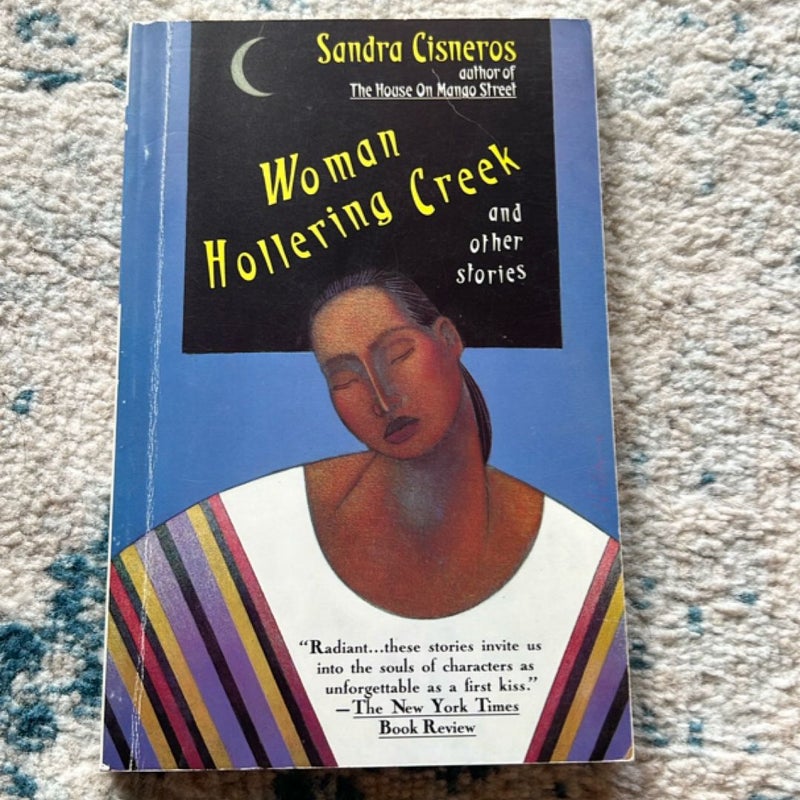 Sandra Cisneros
author of
The House On Mango Street
Woman
Hollering Creek
and
other
stories
“Radiant...these stories invite us
into the souls of characters as
unforgettable as a first kiss.”
—The New York Times
Book Review